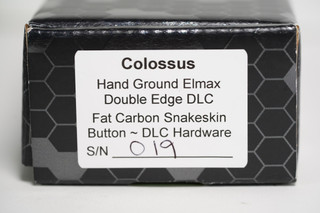 Colossus
Hand Ground Elmax
Double Edge DLC
Fat Carbon Snakeskin
Button ~ DLC Hardware
S/N 019